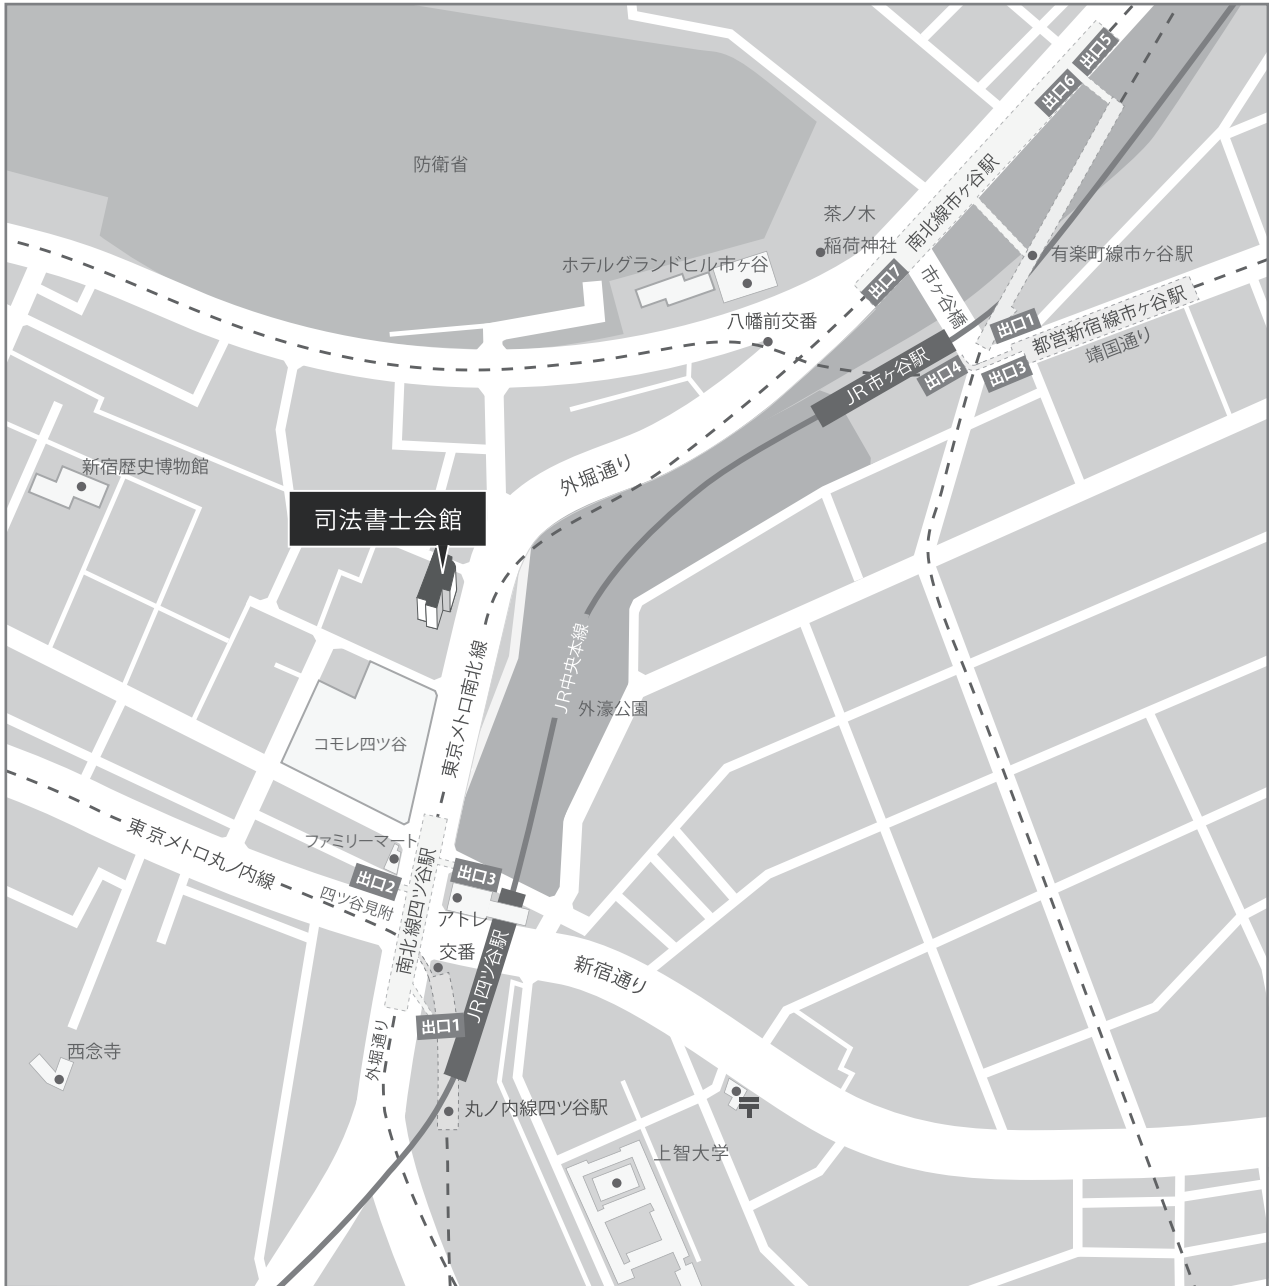 出口5
出口6
防衛省
南北線市ヶ谷駅
茶ノ木
稲荷神社
有楽町線市ヶ谷駅
ホテルグランドヒル市ヶ谷
出口7
市ヶ谷橋
八幡前交番
出口1
都営新宿線市ヶ谷駅
靖国通り
JR市ヶ谷駅
出口4
出口3
外堀通り
新宿歴史博物館
司法書士会館
JR中央本線
東京メトロ南北線
外濠公園
コモレ四ツ谷
ファミリーマート
東京メトロ丸ノ内線
出口2
出口3
四ツ谷見附
南北線四ツ谷駅
アトレ
交番
JR四ツ谷駅
新宿通り
出口1
外堀通り
西念寺
丸ノ内線四ツ谷駅
上智大学